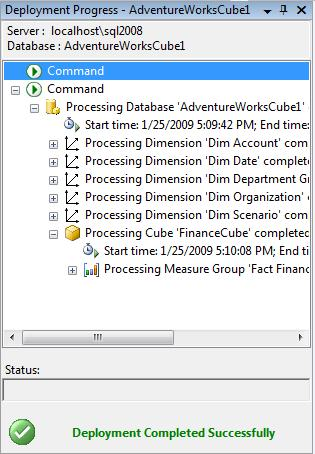 Deployment Progress - AdventureWorksCube1
Server : localhost\sql2008
Database : AdventureWorksCube1
Command
Command
Processing Database 'AdventureWorksCube1'
Start time: 1/25/2009 5:09:42 PM; End time
Processing Dimension 'Dim Account' com
Processing Dimension 'Dim Date' complet
Processing Dimension 'Dim Department G
Processing Dimension 'Dim Organization' c
Processing Dimension 'Dim Scenario' com
Processing Cube 'FinanceCube' completed
Start time: 1/25/2009 5:10:08 PM; End ti
Processing Measure Group 'Fact Financ
Status:
Deployment Completed Successfully